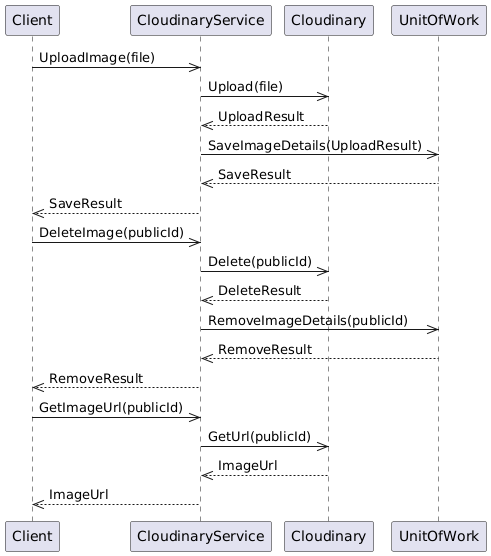 Client CloudinaryService Cloudinary UnitOfWork
UploadImage(file)
Upload(file)
UploadResult
SaveImageDetails(UploadResult)
SaveResult
SaveResult
DeleteImage(publicId)
Delete(publicId)
DeleteResult
RemoveImageDetails(publicId)
RemoveResult
RemoveResult
GetImageUrl(publicId)
GetUrl(publicId)
ImageUrl
ImageUrl
Client CloudinaryService Cloudinary UnitOfWork